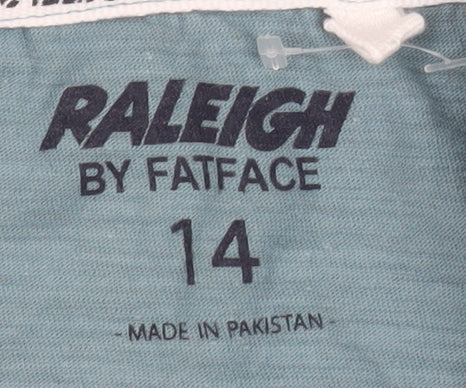 RALEIGH
BY FATFACE
14
- MADE IN PAKISTAN -